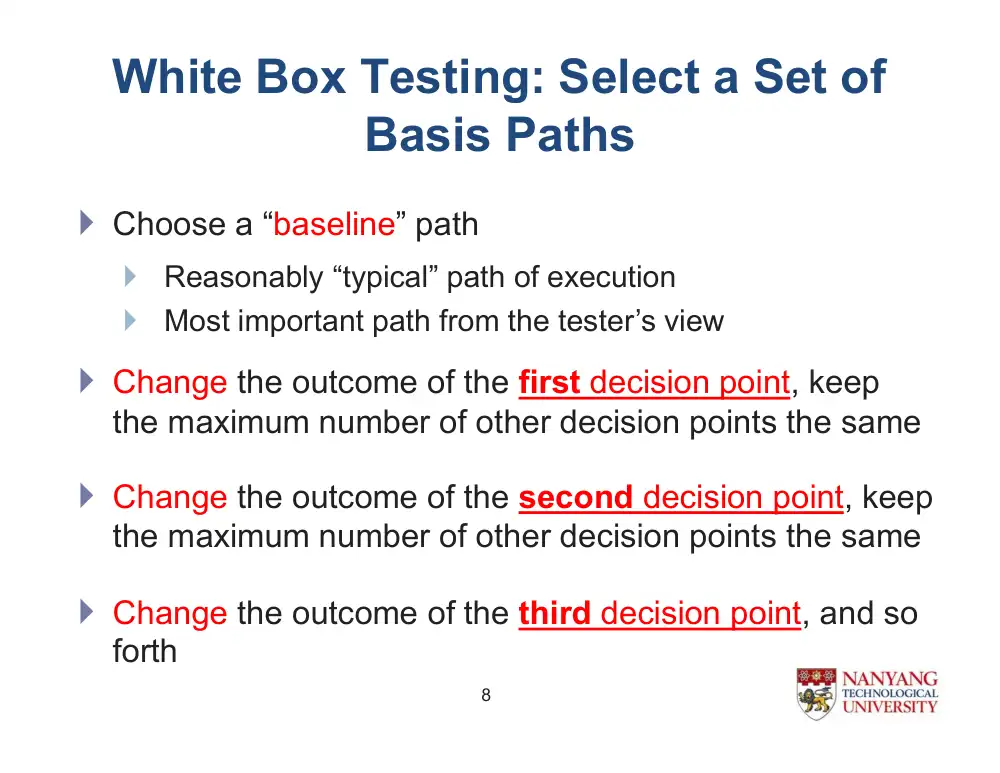 White Box Testing: Select a Set of
Basis Paths
Choose a “baseline” path
Reasonably “typical” path of execution
Most important path from the tester’s view
Change the outcome of the first decision point, keep
the maximum number of other decision points the same
Change the outcome of the second decision point, keep
the maximum number of other decision points the same
Change the outcome of the third decision point, and so
forth
8
NANYANG
TECHNOLOGICAL
UNIVERSITY